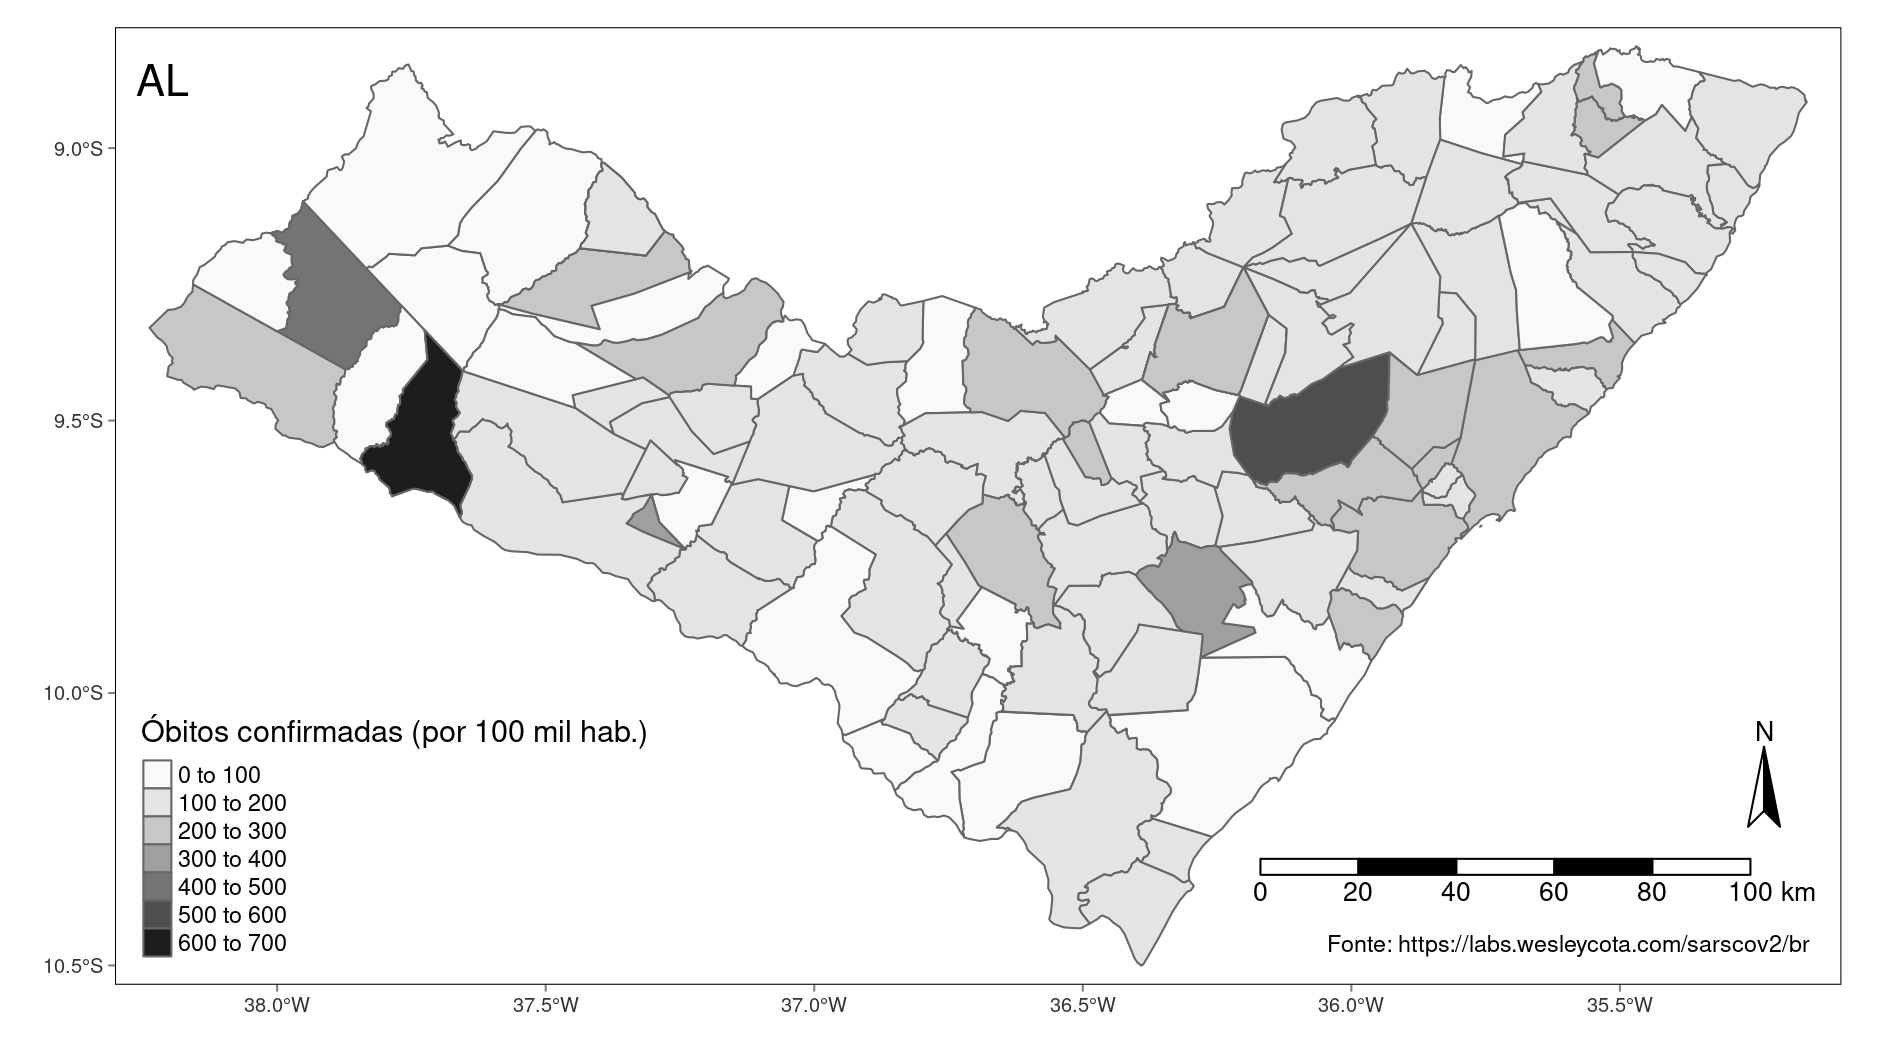 AL
9.0°S
9.5°S
10.0°S
10.5°S
Óbitos confirmadas (por 100 mil hab.)
0 to 100
100 to 200
200 to 300
300 to 400
400 to 500
500 to 600
600 to 700
N
0 20 40 60 80 100 km
Fonte: https://labs.wesleycota.com/sarscov2/br
38.0°W 37.5°W 37.0°W 36.5°W 36.0°W 35.5°W